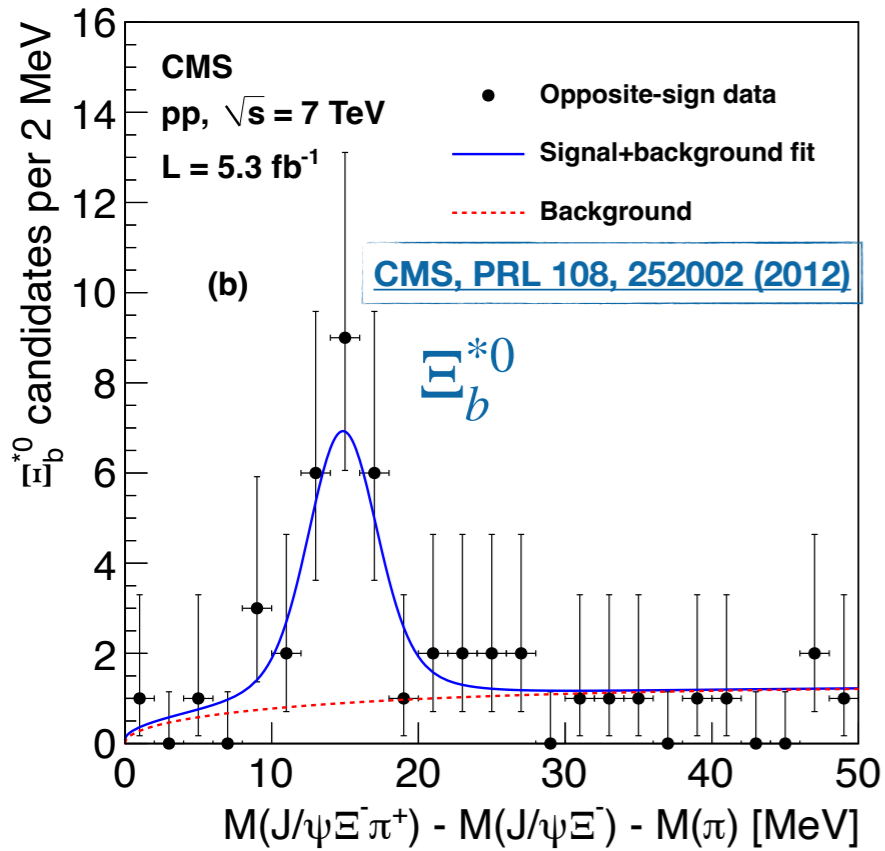 CMS
pp, √s = 7 TeV
L = 5.3 fb⁻¹
Opposite-sign data
Signal+background fit
Background
CMS, PRL 108, 252002 (2012)
(b)
Ξ_b^{*0}
Ξ_b^{*0} candidates per 2 MeV
16
14
12
10
8
6
4
2
0
0 10 20 30 40 50
M(J/ψΞ⁻π⁺) - M(J/ψΞ⁻) - M(π) [MeV]